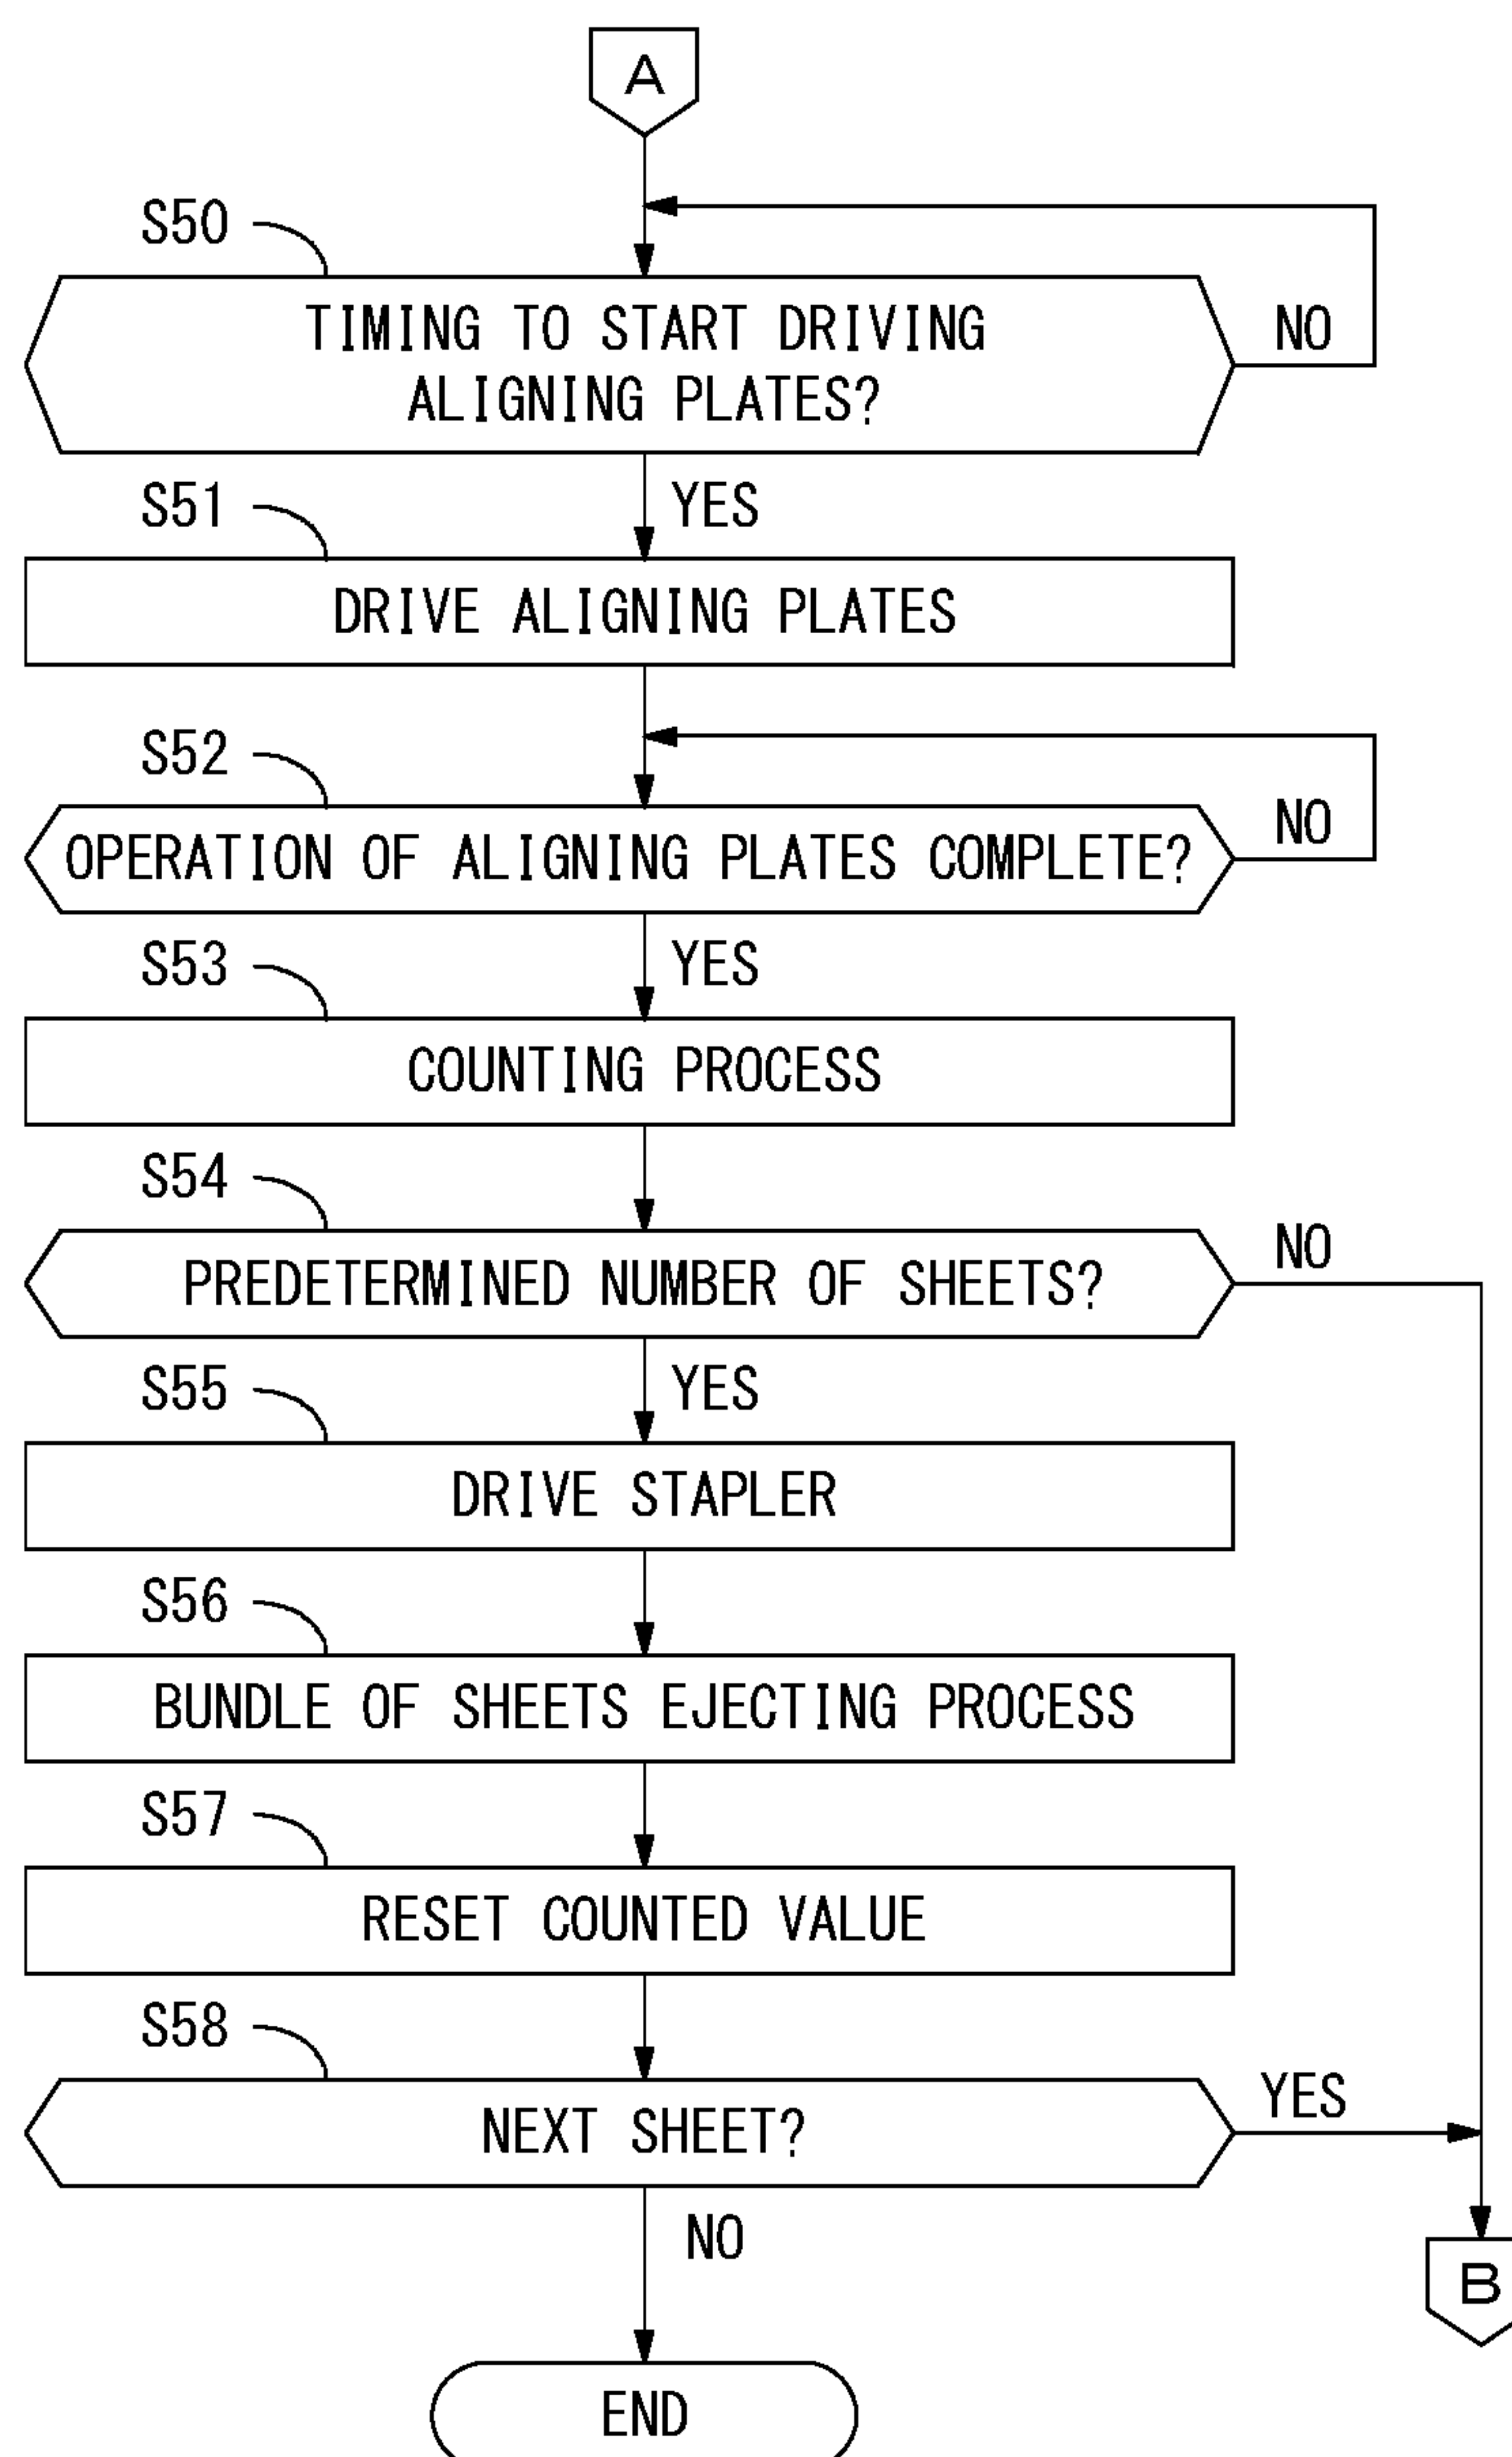 A
S50
TIMING TO START DRIVING
ALIGNING PLATES?
NO
S51
YES
DRIVE ALIGNING PLATES
S52
OPERATION OF ALIGNING PLATES COMPLETE?
NO
S53
YES
COUNTING PROCESS
S54
PREDETERMINED NUMBER OF SHEETS?
NO
S55
YES
DRIVE STAPLER
S56
BUNDLE OF SHEETS EJECTING PROCESS
S57
RESET COUNTED VALUE
S58
NEXT SHEET?
YES
NO
B
END